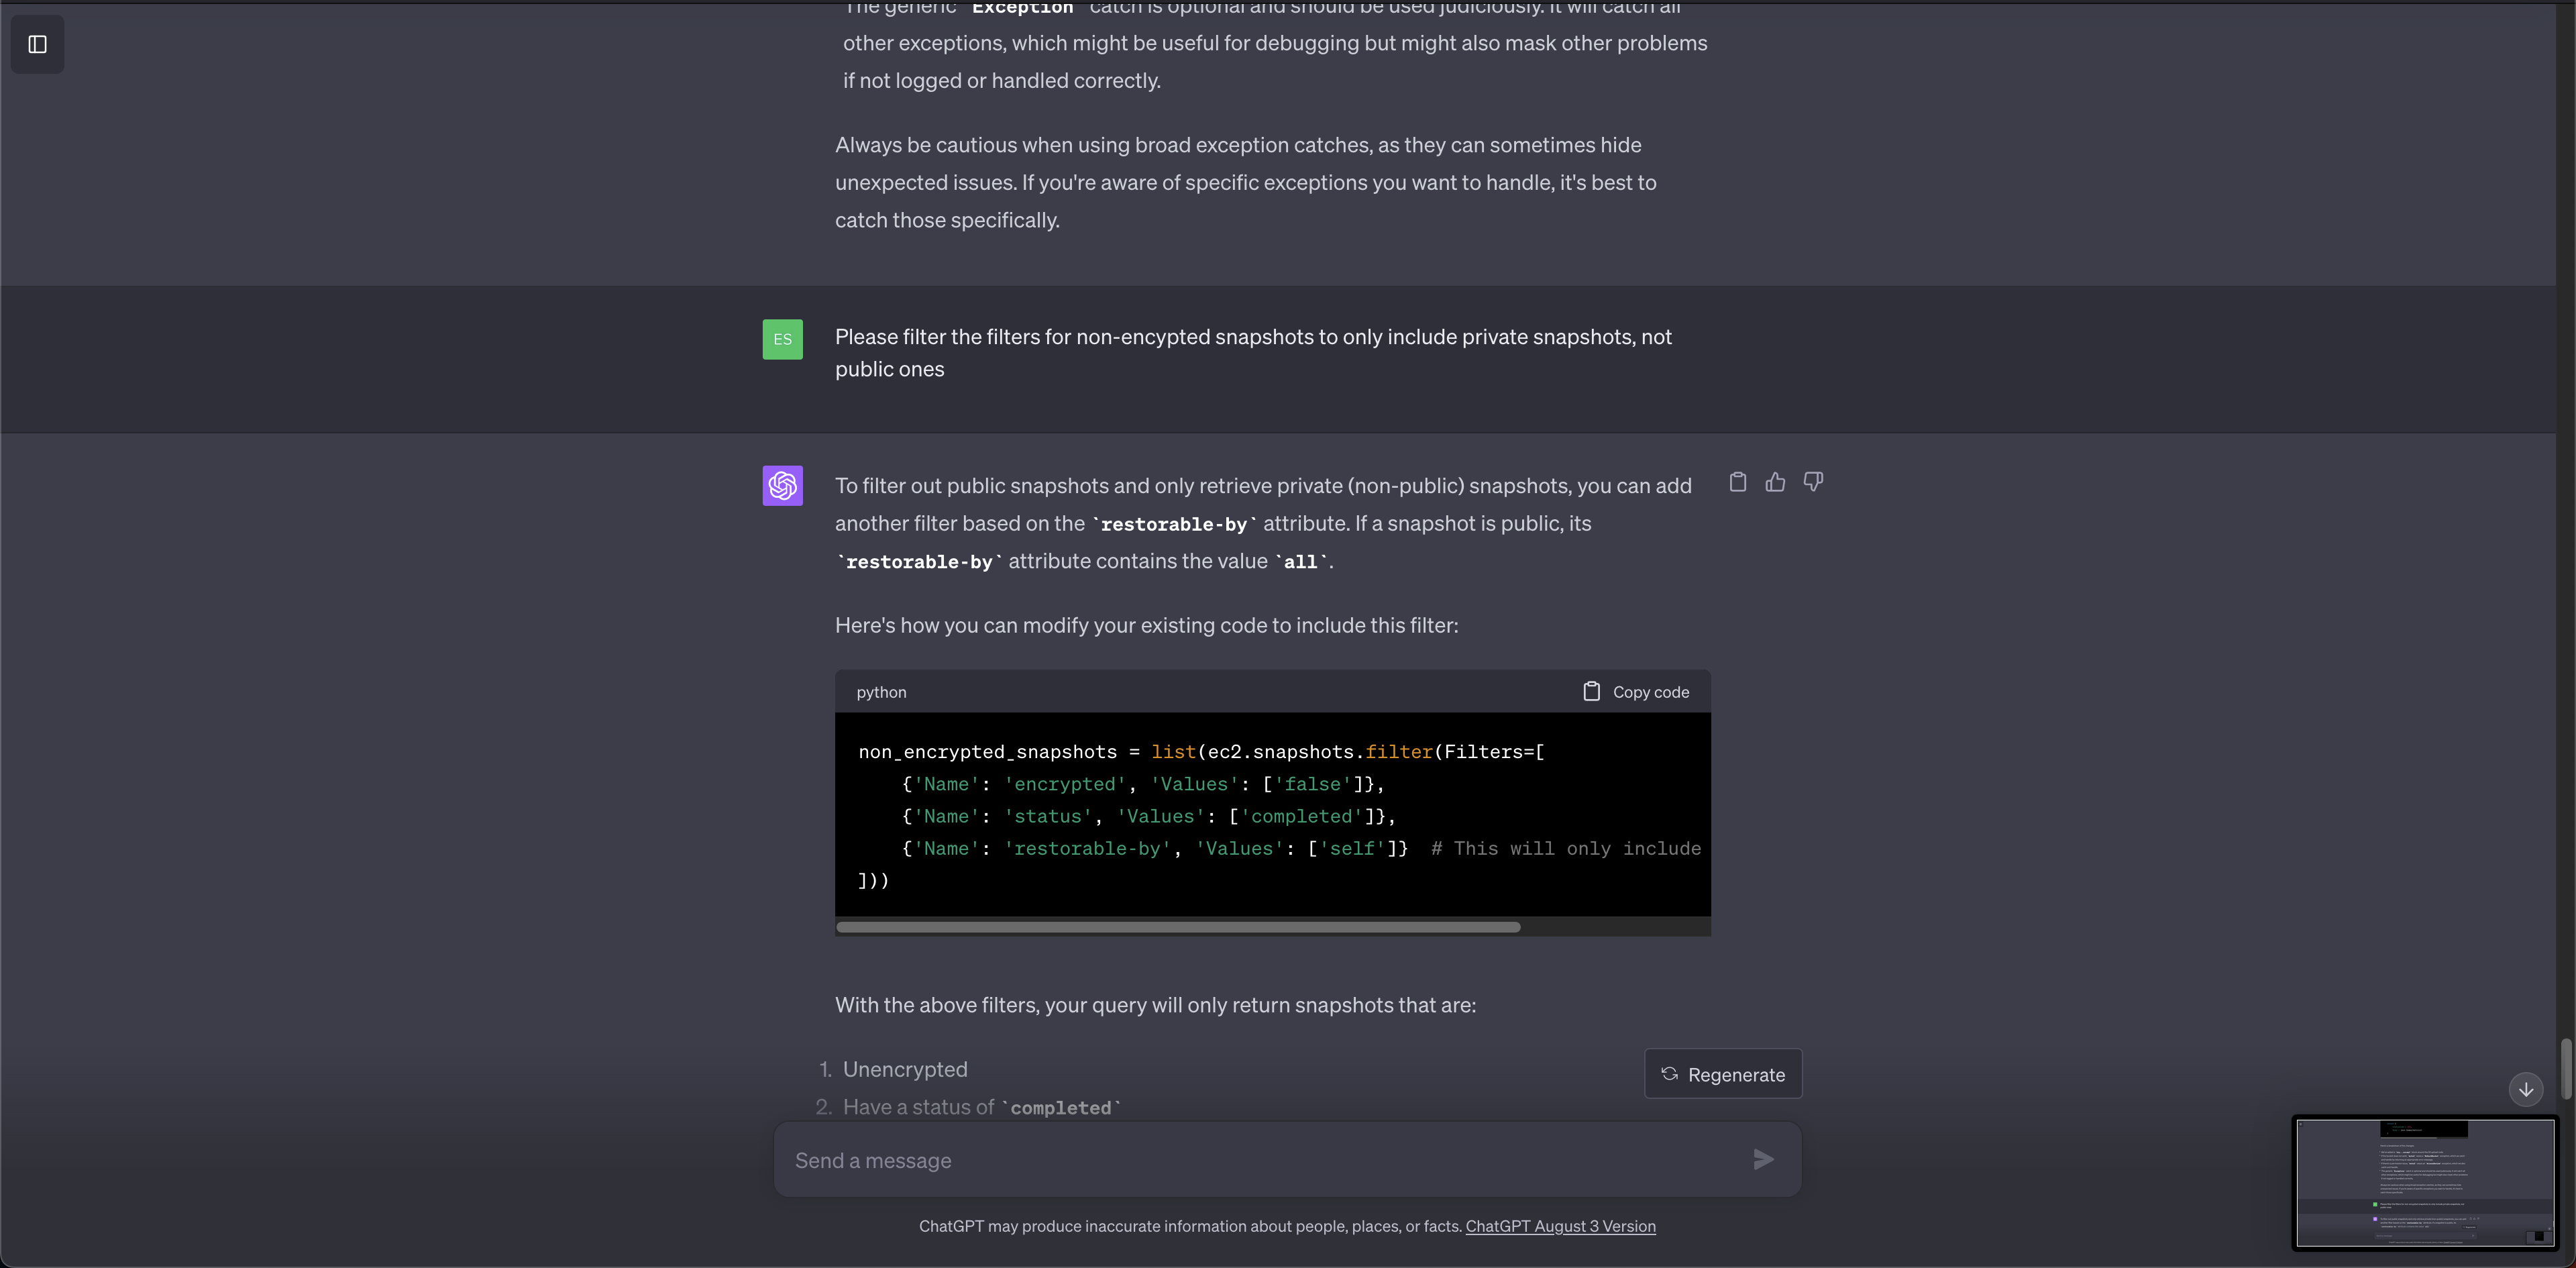 The generic `Exception` catch is optional and should be used judiciously. It will catch all
other exceptions, which might be useful for debugging but might also mask other problems
if not logged or handled correctly.
Always be cautious when using broad exception catches, as they can sometimes hide
unexpected issues. If you're aware of specific exceptions you want to handle, it's best to
catch those specifically.
ES
Please filter the filters for non-encypted snapshots to only include private snapshots, not
public ones
To filter out public snapshots and only retrieve private (non-public) snapshots, you can add
another filter based on the `restorable-by` attribute. If a snapshot is public, its
`restorable-by` attribute contains the value `all`.
Here's how you can modify your existing code to include this filter:
python
Copy code
non_encrypted_snapshots = list(ec2.snapshots.filter(Filters=[
    {'Name': 'encrypted', 'Values': ['false']},
    {'Name': 'status', 'Values': ['completed']},
    {'Name': 'restorable-by', 'Values': ['self']}  # This will only include
]))
With the above filters, your query will only return snapshots that are:
1. Unencrypted
2. Have a status of `completed`
Regenerate
Send a message
ChatGPT may produce inaccurate information about people, places, or facts. ChatGPT August 3 Version